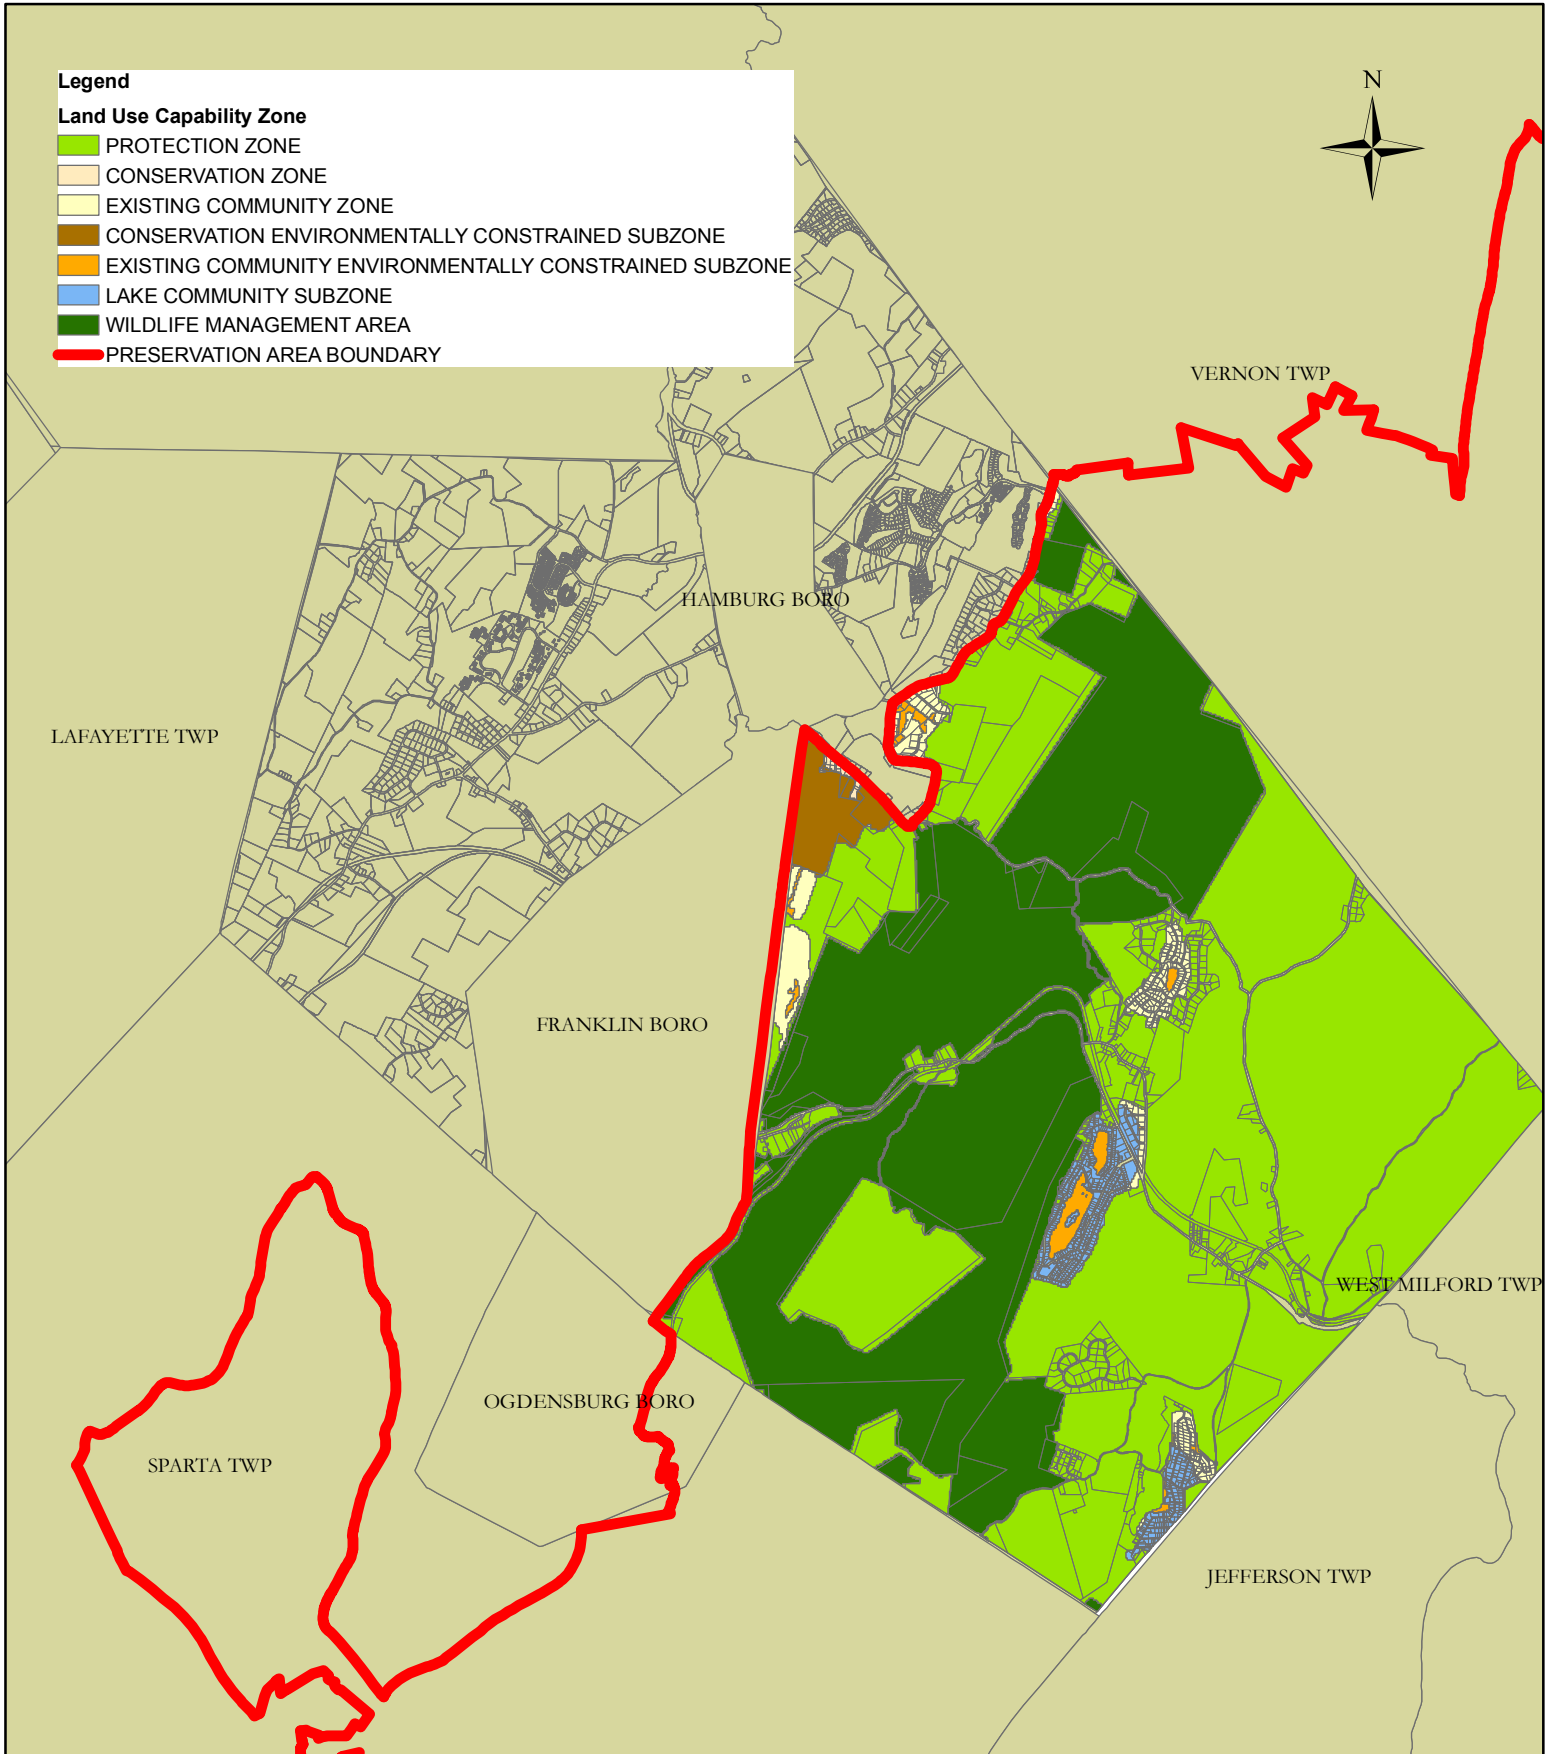 Legend
Land Use Capability Zone
PROTECTION ZONE
CONSERVATION ZONE
EXISTING COMMUNITY ZONE
CONSERVATION ENVIRONMENTALLY CONSTRAINED SUBZONE
EXISTING COMMUNITY ENVIRONMENTALLY CONSTRAINED SUBZONE
LAKE COMMUNITY SUBZONE
WILDLIFE MANAGEMENT AREA
PRESERVATION AREA BOUNDARY
N
VERNON TWP
HAMBURG BORO
LAFAYETTE TWP
FRANKLIN BORO
WEST MILFORD TWP
OGDENSBURG BORO
SPARTA TWP
JEFFERSON TWP